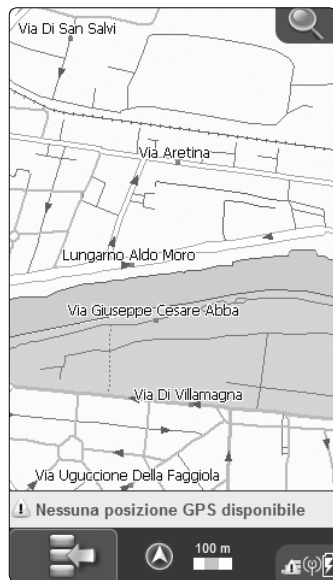 Via Di San Salvi
Via Aretina
Lungarno Aldo Moro
Via Giuseppe Cesare Abba
Via Di Villamagna
Via Uguccione Della Faggiola
Nessuna posizione GPS disponibile
100 m